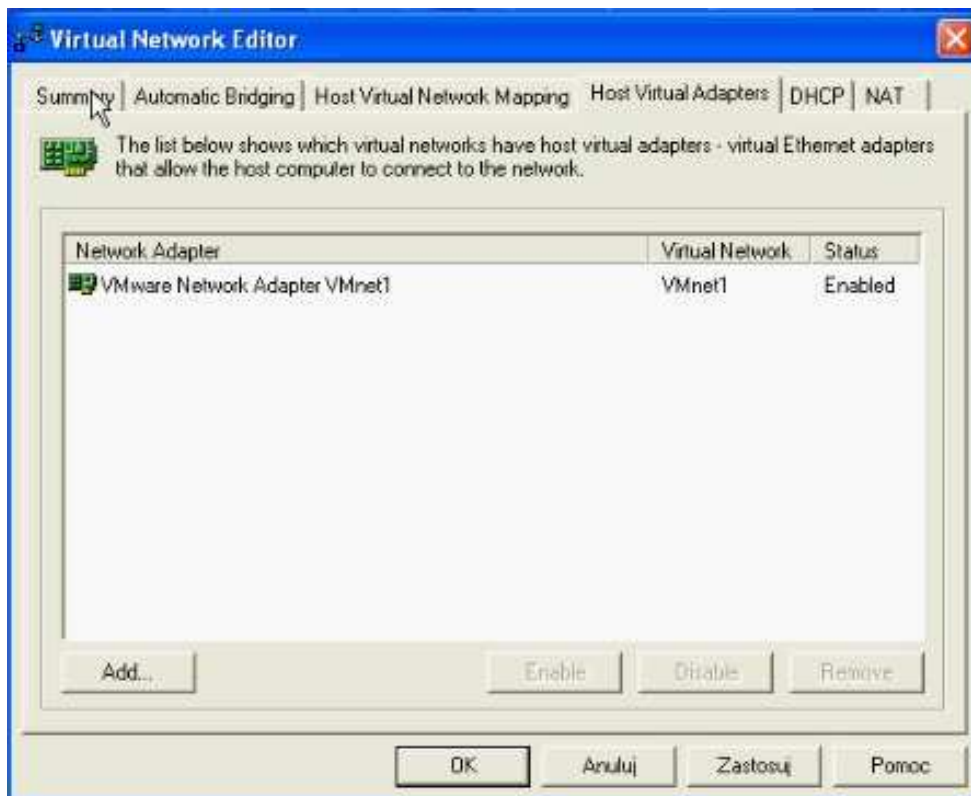 Virtual Network Editor
Summary Automatic Bridging Host Virtual Network Mapping Host Virtual Adapters DHCP NAT
The list below shows which virtual networks have host virtual adapters - virtual Ethernet adapters
that allow the host computer to connect to the network.
Network Adapter Virtual Network Status
VMware Network Adapter VMnet1 VMnet1 Enabled
Add... Enable Disable Remove
OK Anuluj Zastosuj Pomoc